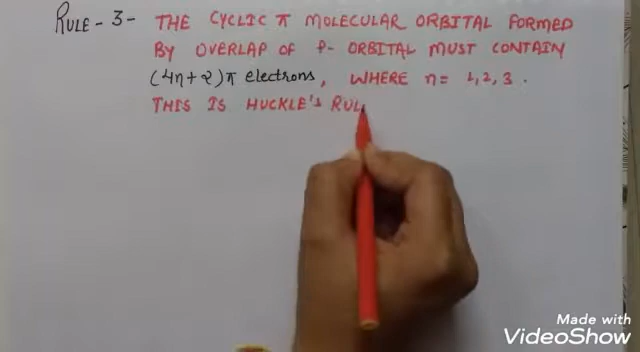 RULE - 3 - THE CYCLIC π MOLECULAR ORBITAL FORMED
BY OVERLAP OF P- ORBITAL MUST CONTAIN
(4n+2)π electrons, WHERE n= 1,2,3.
THIS IS HUCKLE'S RUL
Made with
VideoShow